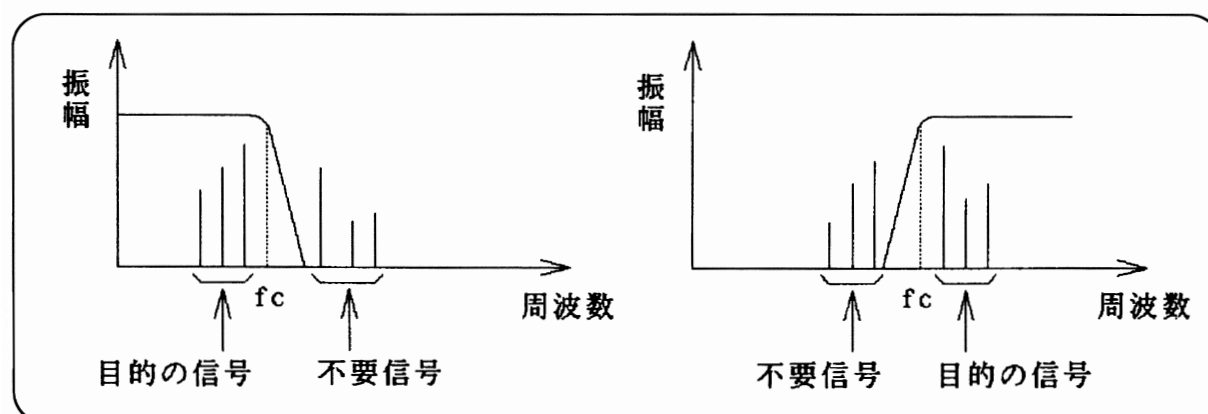 振幅
fc
周波数
目的の信号
不要信号
振幅
fc
周波数
不要信号
目的の信号